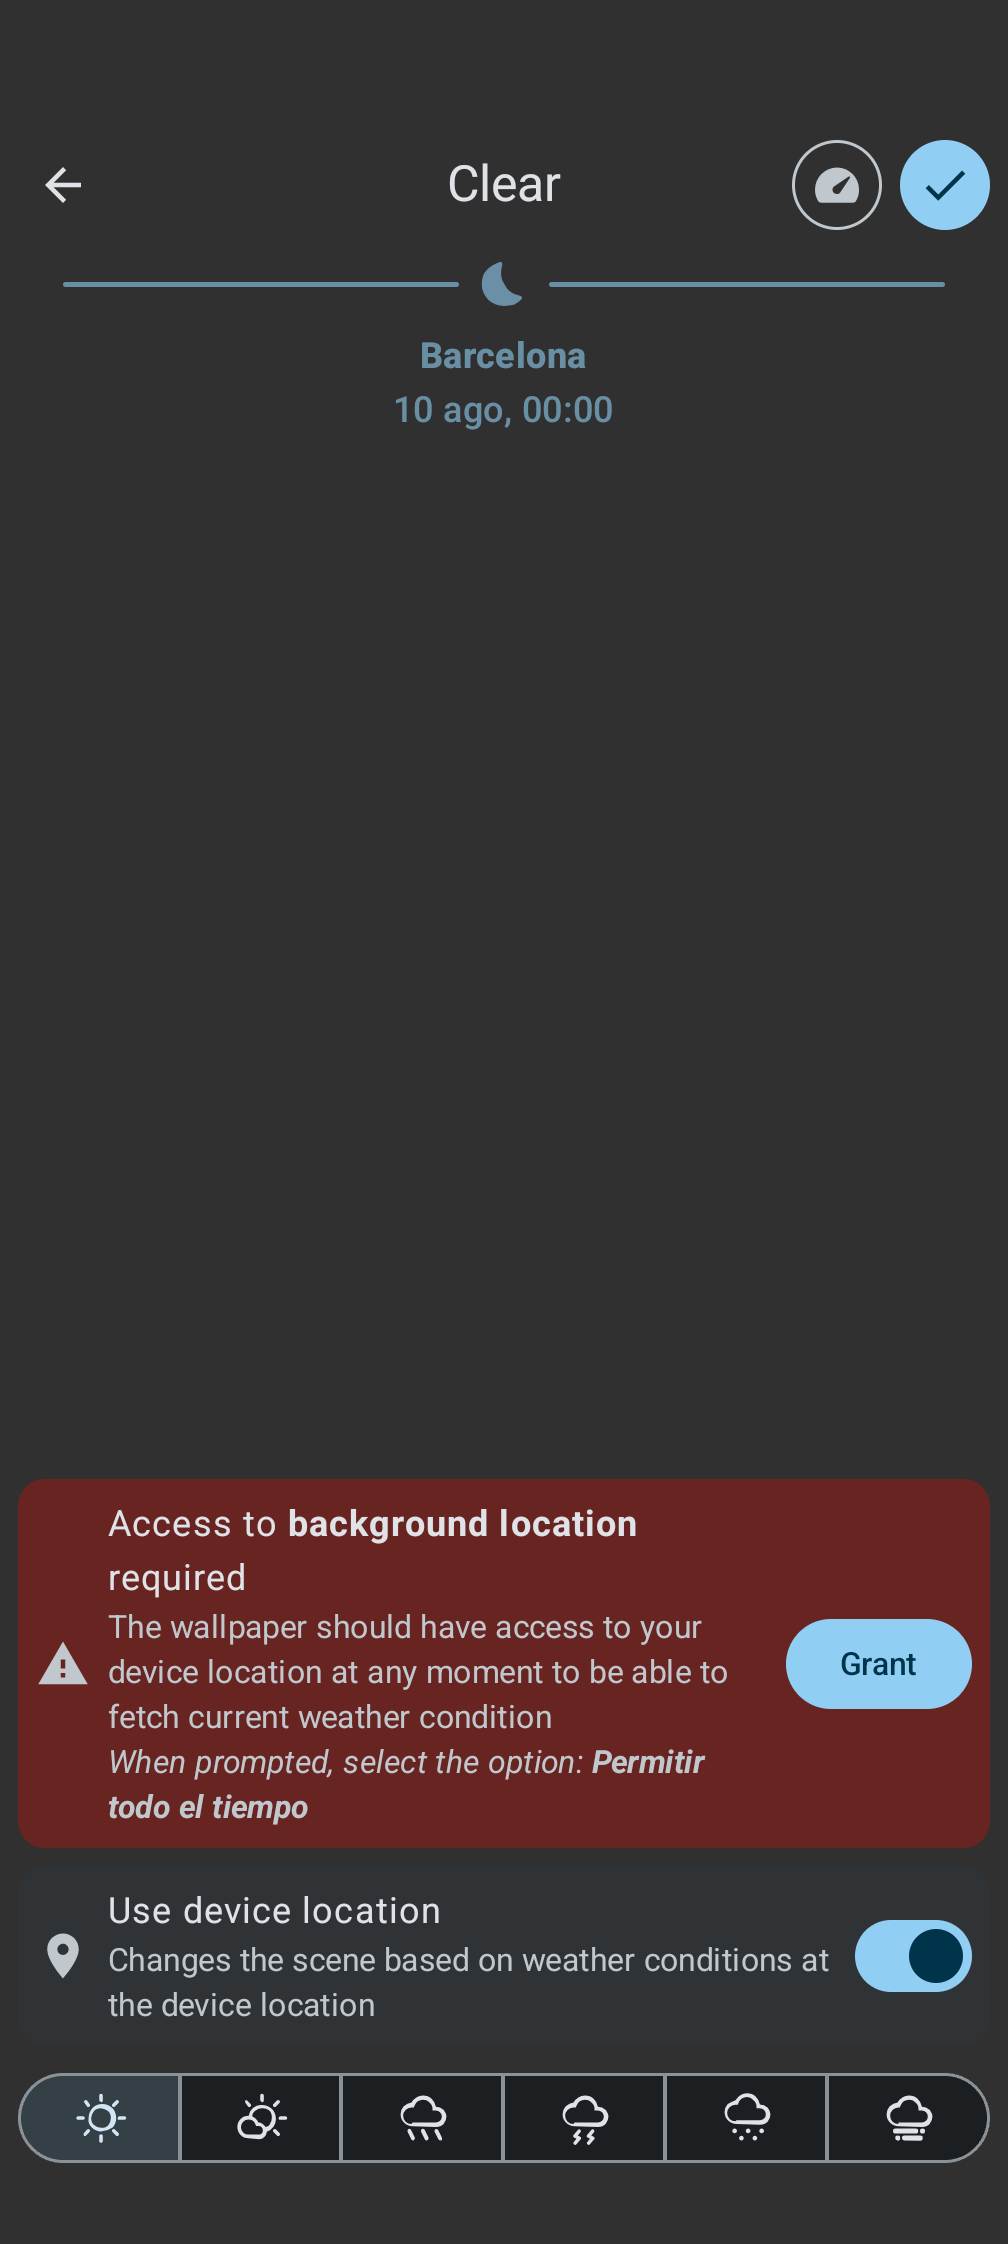 Clear
Barcelona
10 ago, 00:00
Access to background location
required
The wallpaper should have access to your
device location at any moment to be able to
fetch current weather condition
When prompted, select the option: Permitir
todo el tiempo
Grant
Use device location
Changes the scene based on weather conditions at
the device location